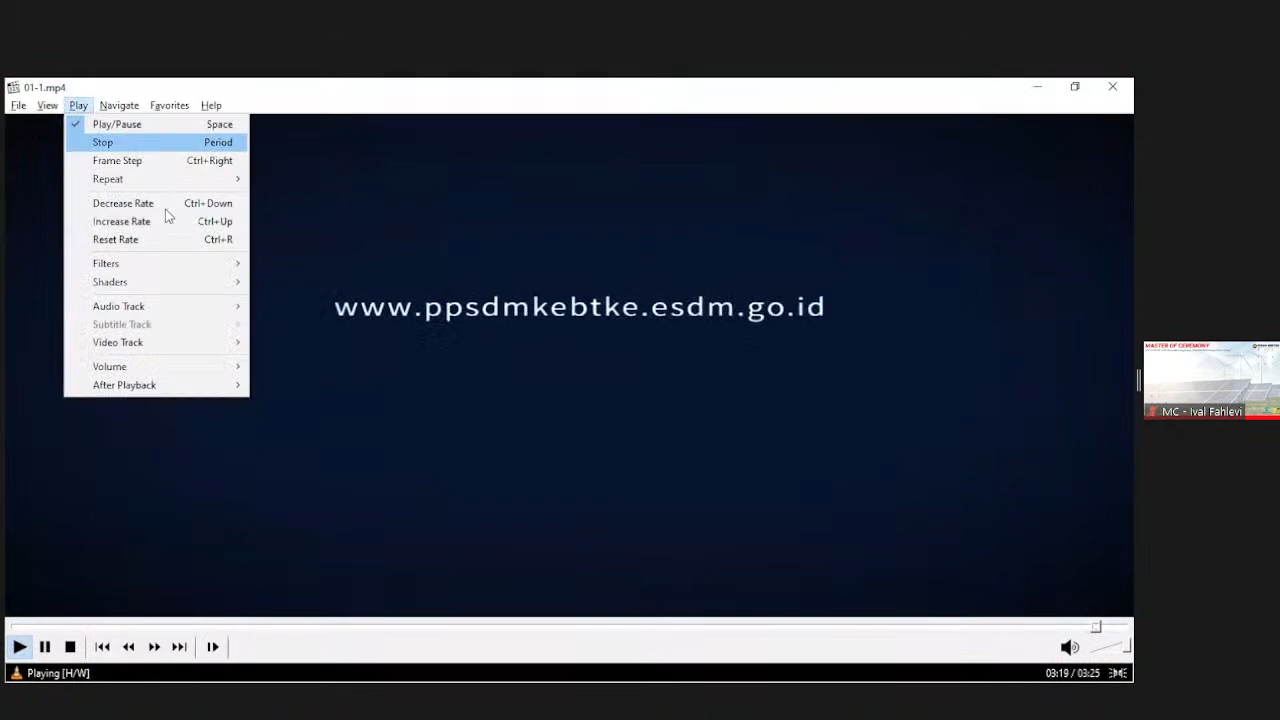 01-1.mp4
File View Play Navigate Favorites Help
Play/Pause Space
Stop Period
Frame Step Ctrl+Right
Repeat
Decrease Rate Ctrl+Down
Increase Rate Ctrl+Up
Reset Rate Ctrl+R
Filters
Shaders
Audio Track
Subtitle Track
Video Track
Volume
After Playback
www.ppsdmkebtke.esdm.go.id
MASTER OF CEREMONY
MC - Ival Fahlevi
Playing [H/W]
03:19 / 03:25